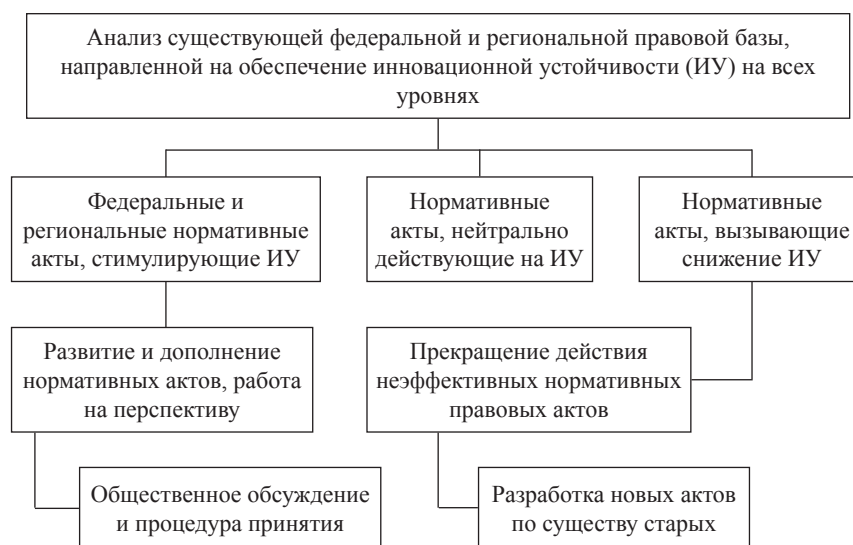 Анализ существующей федеральной и региональной правовой базы,
направленной на обеспечение инновационной устойчивости (ИУ) на всех
уровнях
Федеральные и
региональные нормативные
акты, стимулирующие ИУ
Нормативные
акты, нейтрально
действующие на ИУ
Нормативные
акты, вызывающие
снижение ИУ
Развитие и дополнение
нормативных актов, работа
на перспективу
Прекращение действия
неэффективных нормативных
правовых актов
Общественное обсуждение
и процедура принятия
Разработка новых актов
по существу старых